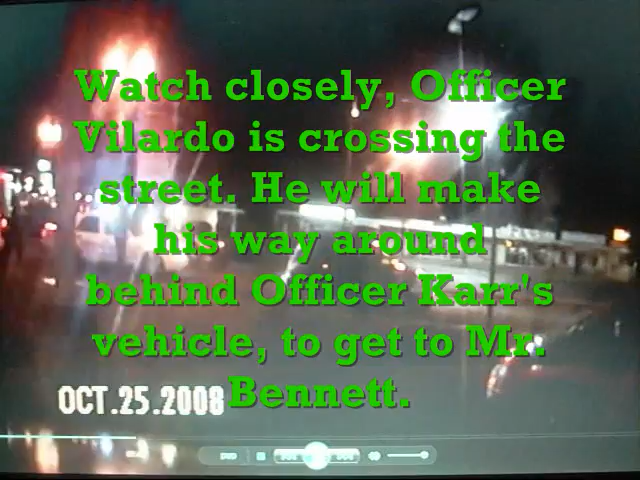 Watch closely, Officer
Vilardo is crossing the
street. He will make
his way around
behind Officer Karr's
vehicle, to get to Mr.
Bennett.
OCT.25.2008
DVD